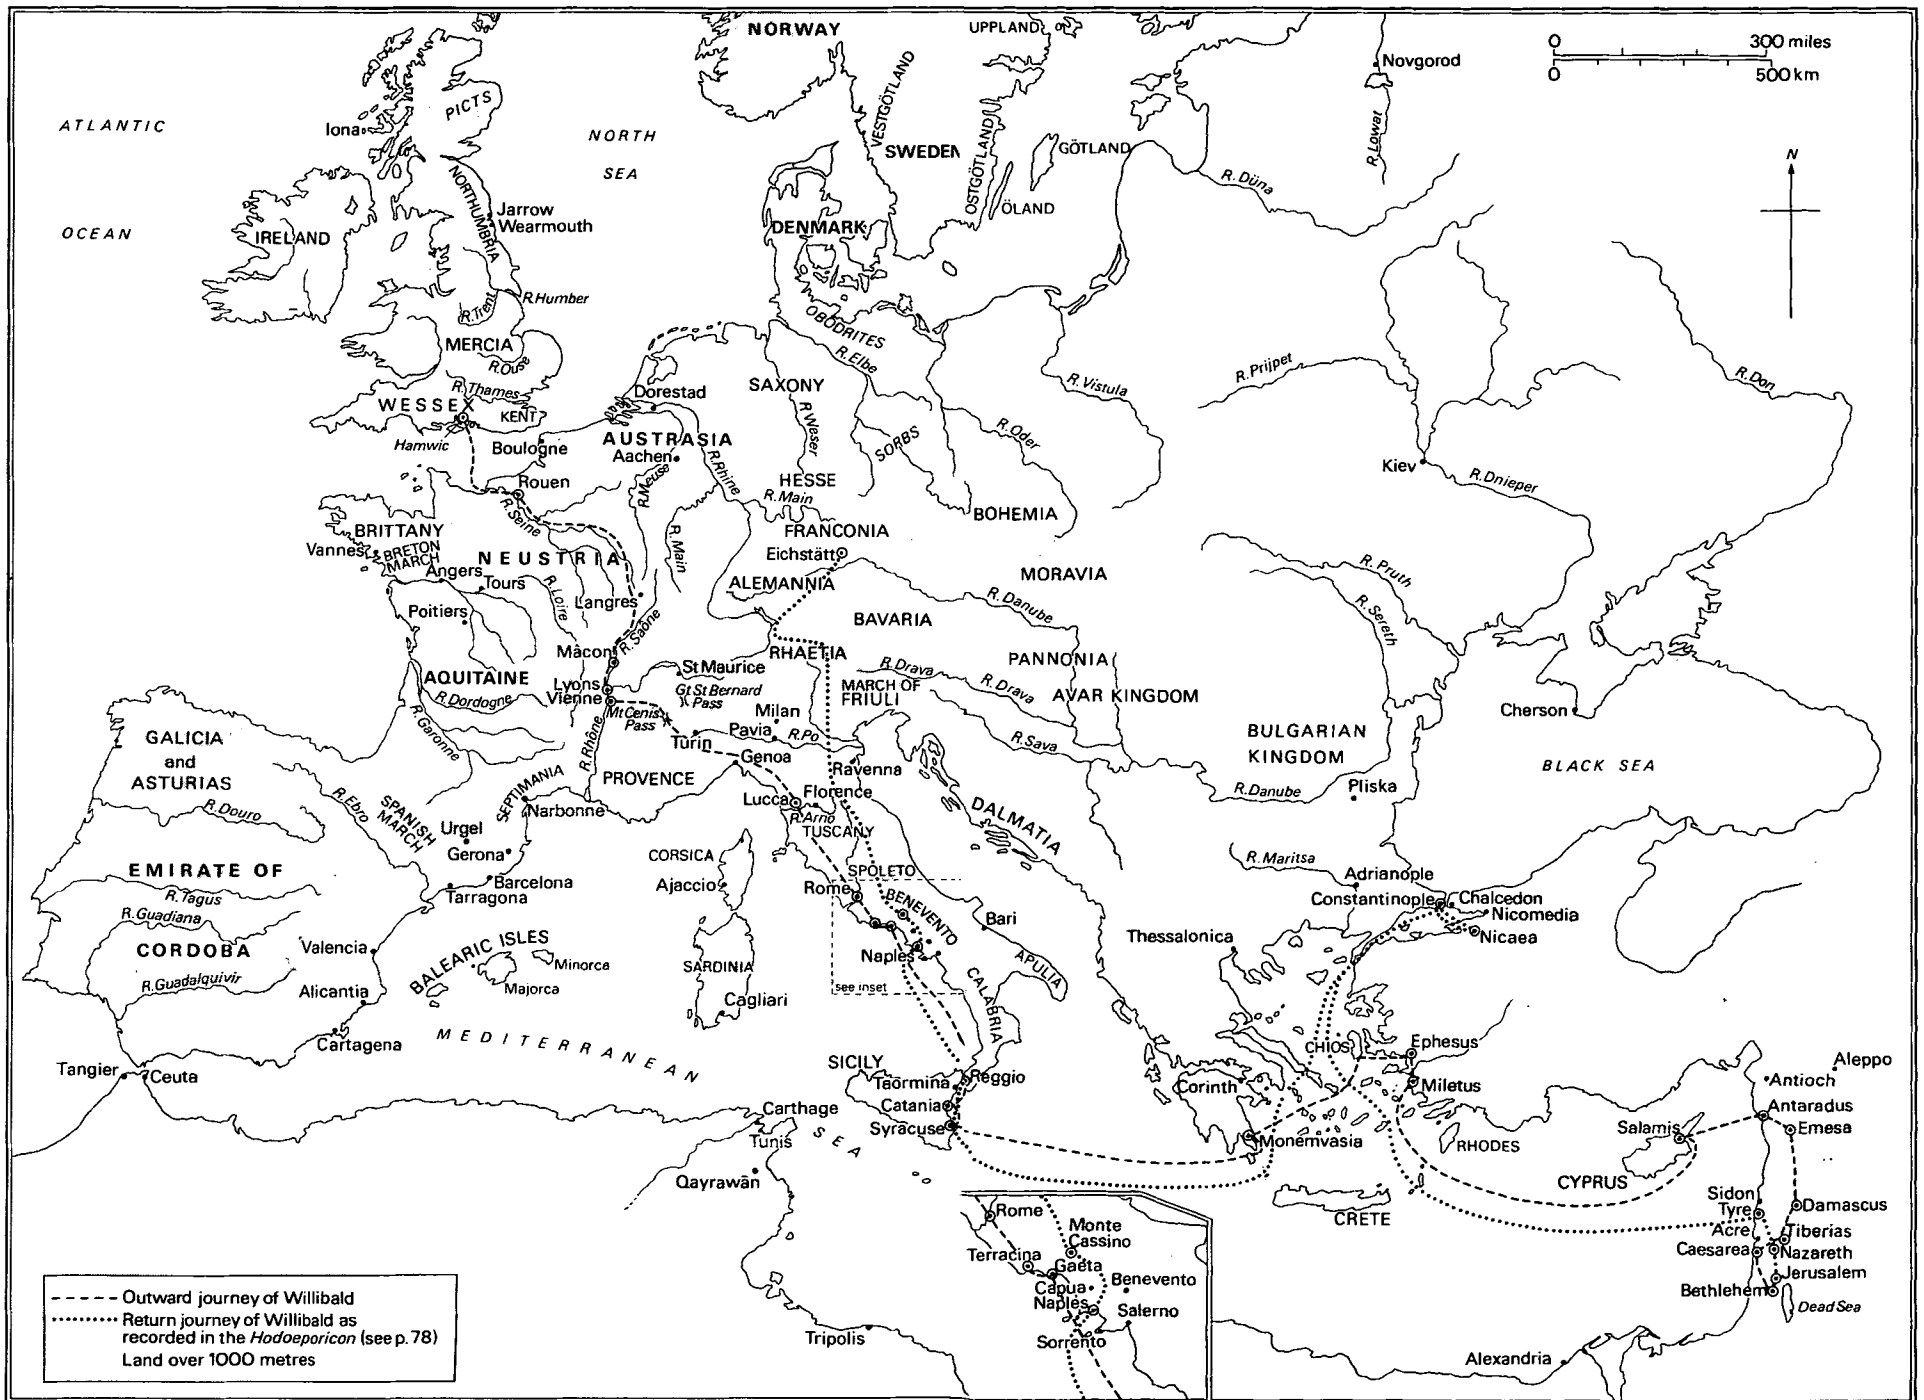 NORWAY
UPPLAND
0 300 miles
0 500 km
Novgorod
ATLANTIC
OCEAN
Iona
PICTS
NORTH
SEA
VESTGÖTLAND
SWEDEN
OSTGÖTLAND
GÖTLAND
ÖLAND
R. Lowat
R. Düna
N
NORTHUMBRIA
Jarrow
Wearmouth
IRELAND
DENMARK
R. Humber
R. Trent
MERCIA
R. Ouse
OBODRITES
R. Elbe
R. Thames
WESSEX
KENT
Hamwic
Dorestad
SAXONY
R Weser
R. Vistula
R. Prijpet
R. Don
Boulogne
AUSTRASIA
Aachen
R. Rhine
SORBS
R. Oder
Kiev
R. Dnieper
Rouen
R. Meuse
HESSE
R. Main
R. Seine
BOHEMIA
BRITTANY
Vannes
BRETON
MARCH
NEUSTRIA
R. Main
FRANCONIA
Eichstätt
Angers
Tours
R. Loire
Langres
ALEMANNIA
MORAVIA
R. Pruth
R. Danube
Poitiers
R. Saône
BAVARIA
R. Sereth
Mâcon
RHAETIA
St Maurice
PANNONIA
AQUITAINE
Lyons
Vienne
Gt St Bernard
Pass
R. Drava
R. Drava
MARCH OF
FRIULI
AVAR KINGDOM
R. Dordogne
R. Garonne
Mt Cenis
Pass
Milan
Pavia
R. Po
Cherson
GALICIA
and
ASTURIAS
R. Rhône
Turin
Genoa
R. Sava
BULGARIAN
KINGDOM
SEPTIMANIA
PROVENCE
Ravenna
BLACK SEA
R. Ebro
SPANISH
MARCH
R. Douro
Narbonne
Lucca
Florence
R. Arno
TUSCANY
DALMATIA
R. Danube
Pliska
Urgel
Gerona
CORSICA
R. Maritsa
EMIRATE OF
Barcelona
Ajaccio
SPOLETO
Adrianople
R. Tagus
Tarragona
Rome
BENEVENTO
Constantinople
Chalcedon
R. Guadiana
Bari
Nicomedia
CORDOBA
Valencia
BALEARIC ISLES
Minorca
Majorca
Naples
Thessalonica
Nicaea
R. Guadalquivir
Alicantia
SARDINIA
APULIA
see inset
Cagliari
CALABRIA
Cartagena
MEDITERRANEAN
SEA
SICILY
CHIOS
Ephesus
Tangier
Ceuta
Taormina
Reggio
Corinth
Miletus
Aleppo
Antioch
Carthage
Catania
Antaradus
Tunis
Syracuse
Monemvasia
RHODES
Salamis
Emesa
Qayrawān
CYPRUS
CRETE
Sidon
Tyre
Damascus
Acre
Tiberias
Caesarea
Nazareth
Jerusalem
Bethlehem
Dead Sea
Rome
Monte
Cassino
Terracina
Gaeta
Capua
Benevento
Naples
Salerno
Sorrento
Tripolis
Alexandria
Outward journey of Willibald
Return journey of Willibald as
recorded in the Hodoeporicon (see p. 78)
Land over 1000 metres